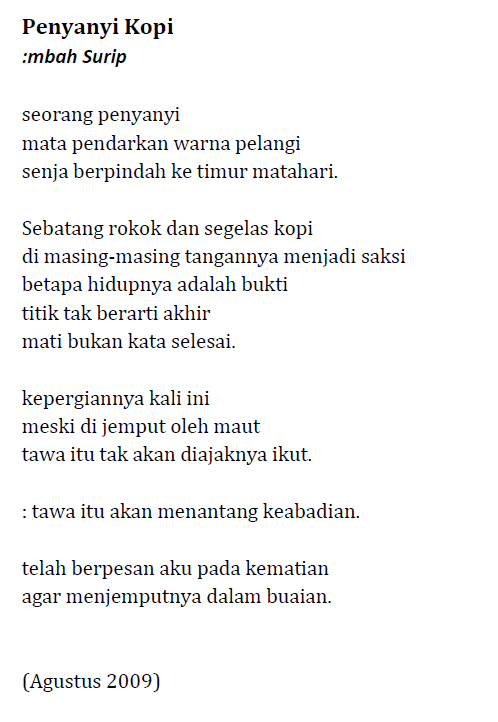 Penyanyi Kopi
:mbah Surip
seorang penyanyi
mata pendarkan warna pelangi
senja berpindah ke timur matahari.
Sebatang rokok dan segelas kopi
di masing-masing tangannya menjadi saksi
betapa hidupnya adalah bukti
titik tak berarti akhir
mati bukan kata selesai.
kepergiannya kali ini
meski di jemput oleh maut
tawa itu tak akan diajaknya ikut.
: tawa itu akan menantang keabadian.
telah berpesan aku pada kematian
agar menjemputnya dalam buaian.
(Agustus 2009)